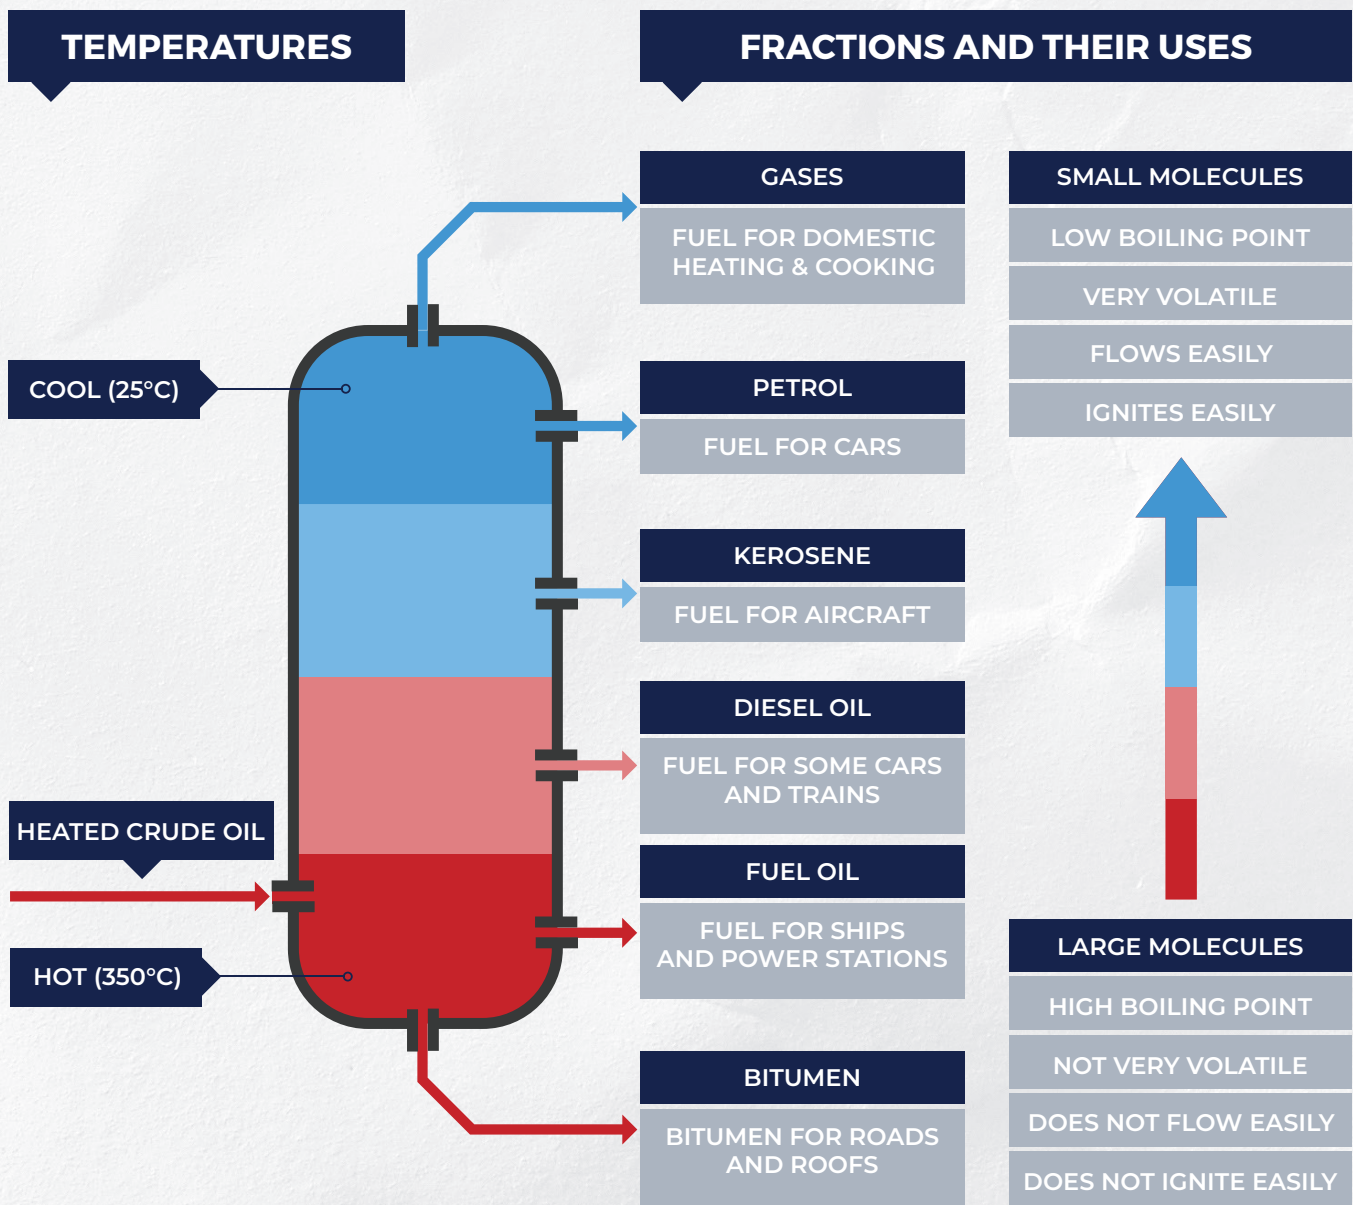 TEMPERATURES
FRACTIONS AND THEIR USES
GASES
FUEL FOR DOMESTIC
HEATING & COOKING
SMALL MOLECULES
LOW BOILING POINT
VERY VOLATILE
FLOWS EASILY
IGNITES EASILY
COOL (25°C)
PETROL
FUEL FOR CARS
KEROSENE
FUEL FOR AIRCRAFT
DIESEL OIL
FUEL FOR SOME CARS
AND TRAINS
HEATED CRUDE OIL
FUEL OIL
FUEL FOR SHIPS
AND POWER STATIONS
HOT (350°C)
BITUMEN
BITUMEN FOR ROADS
AND ROOFS
LARGE MOLECULES
HIGH BOILING POINT
NOT VERY VOLATILE
DOES NOT FLOW EASILY
DOES NOT IGNITE EASILY